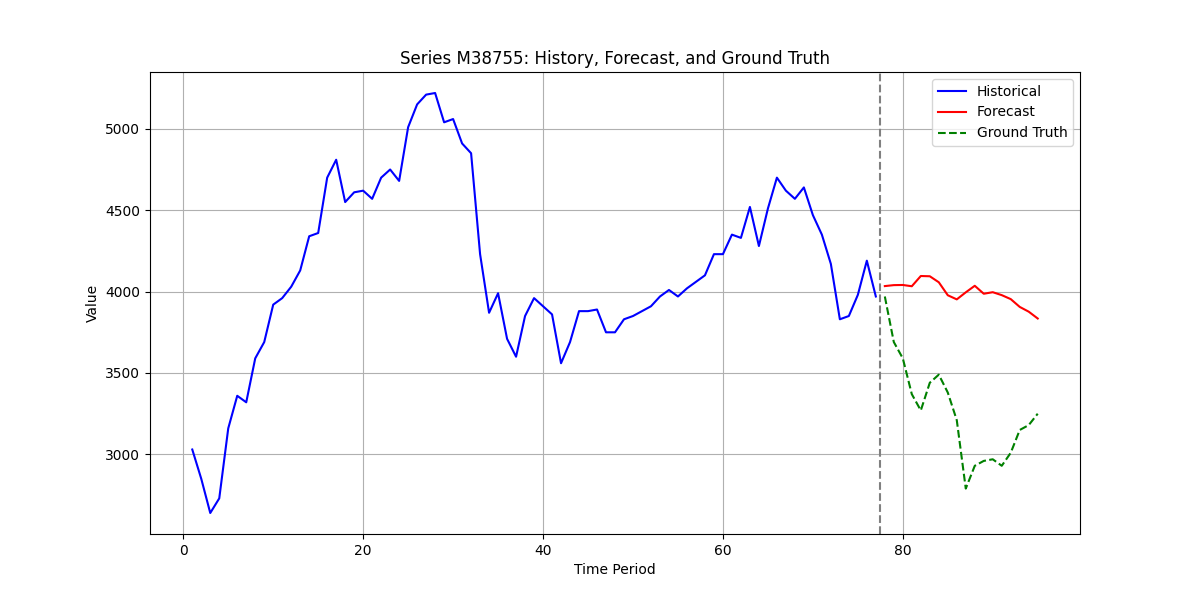 Series M38755: History, Forecast, and Ground Truth
Historical
Forecast
Ground Truth
5000
4500
4000
3500
3000
Value
0
20
40
60
80
Time Period